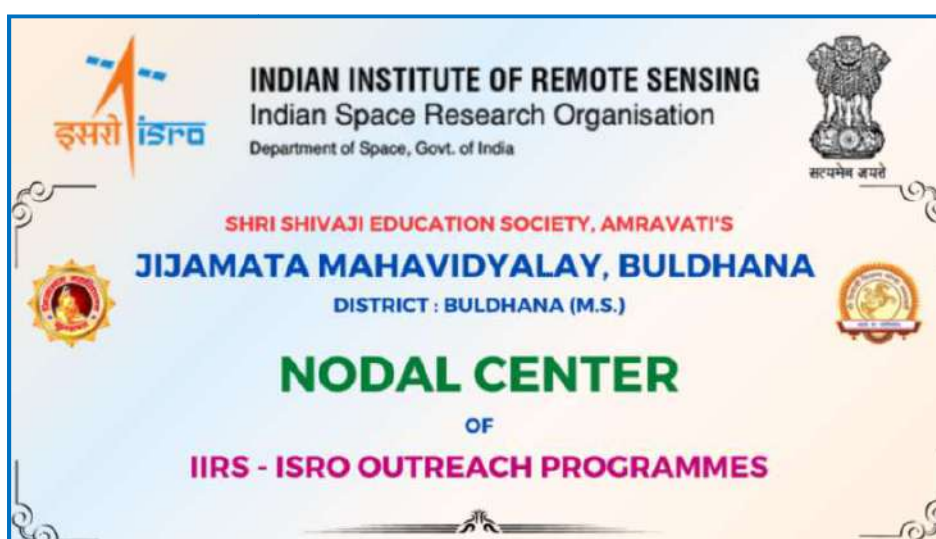 इसरो isro
INDIAN INSTITUTE OF REMOTE SENSING
Indian Space Research Organisation
Department of Space, Govt. of India
सत्यमेव जयते
SHRI SHIVAJI EDUCATION SOCIETY, AMRAVATI'S
JIJAMATA MAHAVIDYALAY, BULDHANA
DISTRICT : BULDHANA (M.S.)
NODAL CENTER
OF
IIRS - ISRO OUTREACH PROGRAMMES